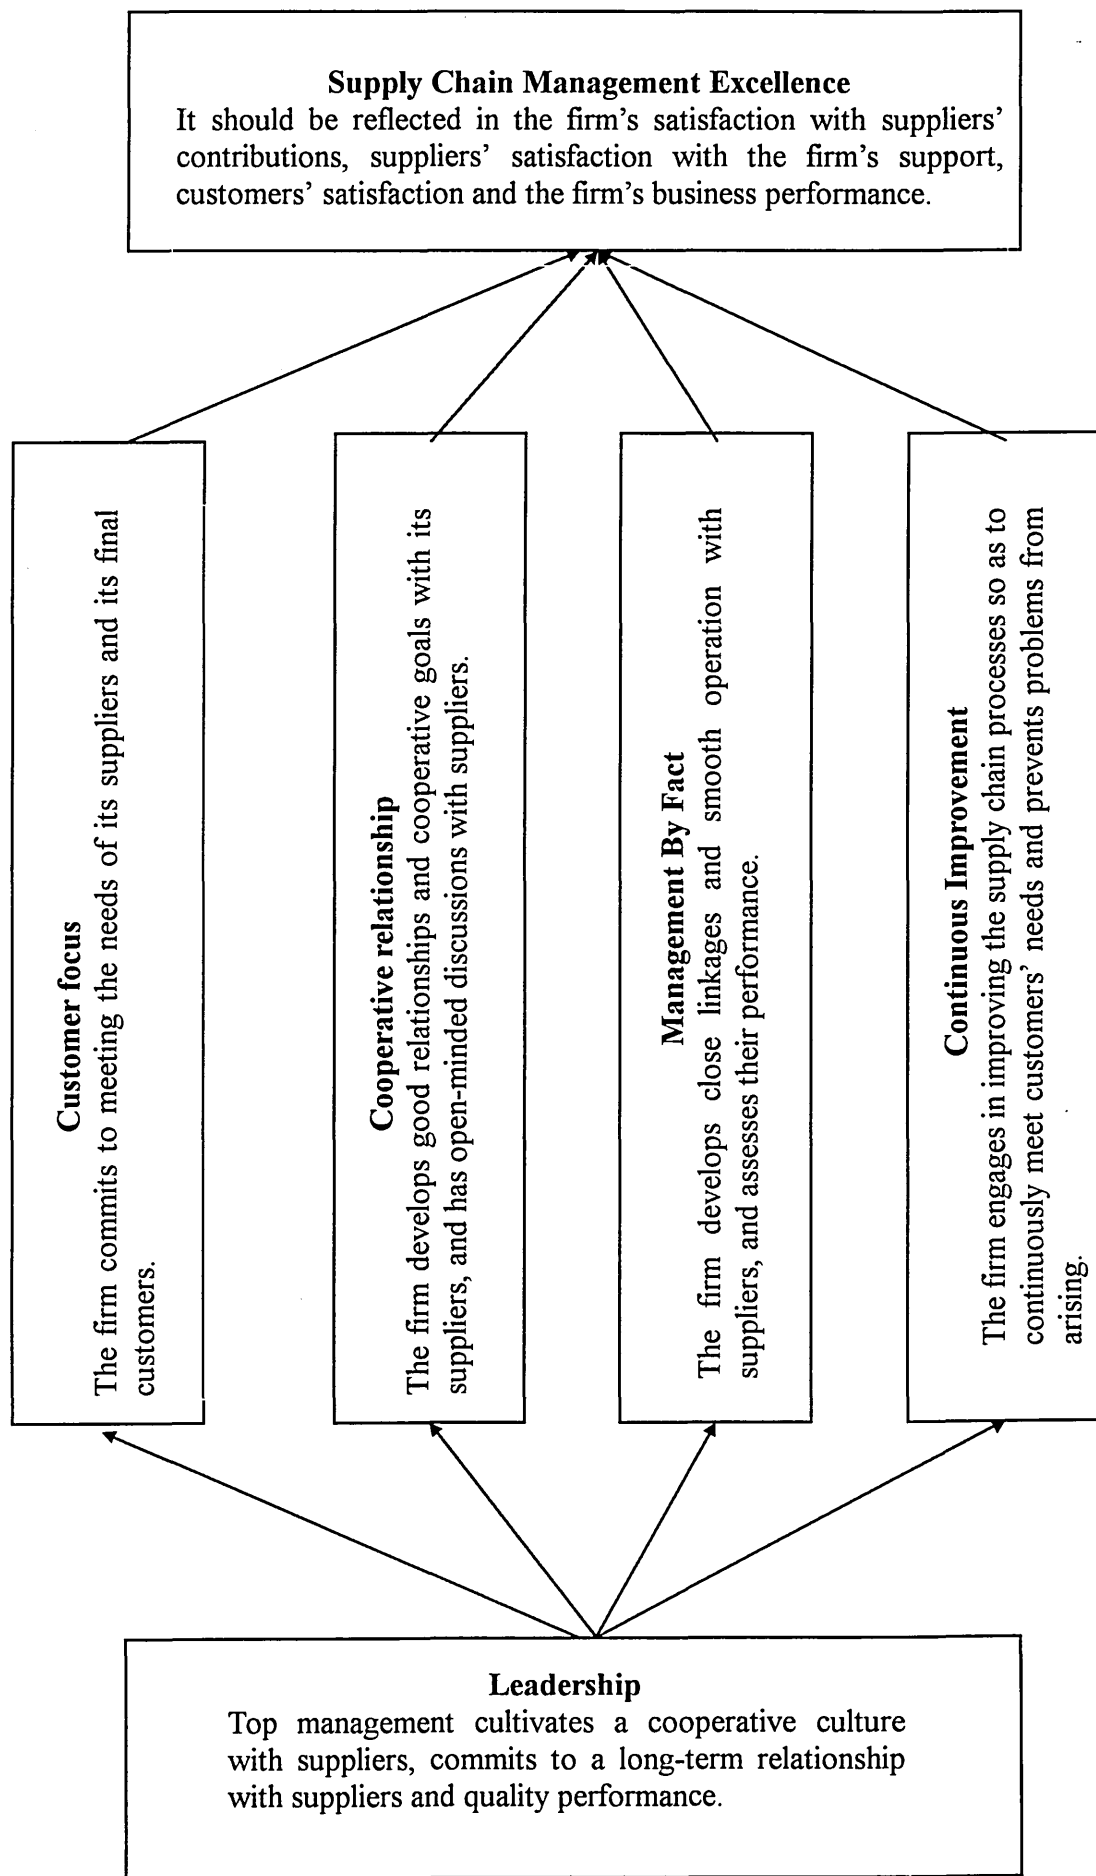 Supply Chain Management Excellence
It should be reflected in the firm's satisfaction with suppliers'
contributions, suppliers' satisfaction with the firm's support,
customers' satisfaction and the firm's business performance.
Customer focus
The firm commits to meeting the needs of its suppliers and its final
customers.
Cooperative relationship
The firm develops good relationships and cooperative goals with its
suppliers, and has open-minded discussions with suppliers.
Management By Fact
The firm develops close linkages and smooth operation with
suppliers, and assesses their performance.
Continuous Improvement
The firm engages in improving the supply chain processes so as to
continuously meet customers' needs and prevents problems from
arising.
Leadership
Top management cultivates a cooperative culture
with suppliers, commits to a long-term relationship
with suppliers and quality performance.